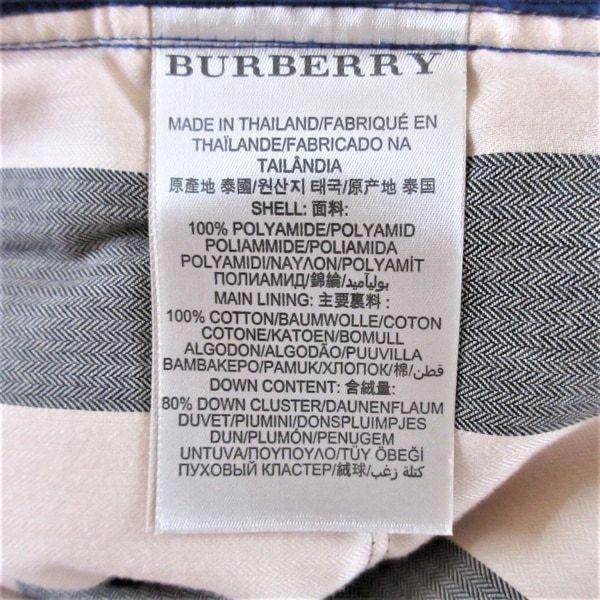 BURBERRY
MADE IN THAILAND/FABRIQUÉ EN
THAÏLANDE/FABRICADO NA
TAILÂNDIA
原產地 泰國/원산지 태국/原产地 泰国
SHELL: 面料:
100% POLYAMIDE/POLYAMID
POLIAMMIDE/POLIAMIDA
POLYAMIDI/ΝΑΥΛΟΝ/POLYAMİT
ПОЛИАМИД/錦綸/بوليآميد
MAIN LINING: 主要裏料:
100% COTTON/BAUMWOLLE/COTON
COTONE/KATOEN/BOMULL
ALGODON/ALGODÃO/PUUVILLA
ΒΑΜΒΑΚΕΡΟ/PAMUK/ХЛОПОК/棉/قطن
DOWN CONTENT: 含絨量:
80% DOWN CLUSTER/DAUNENFLAUM
DUVET/PIUMINI/DONSPLUIMPJES
DUN/PLUMÓN/PENUGEM
UNTUVA/ΠΟΥΠΟΥΛΟ/TÜY ÖBEĞİ
ПУХОВЫЙ КЛАСТЕР/絨球/كتلة زغب